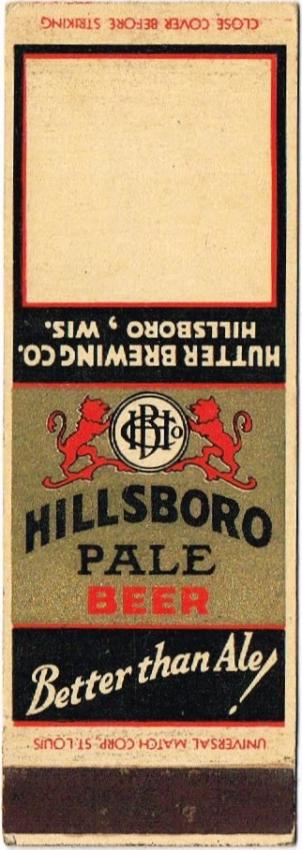 CLOSE COVER BEFORE STRIKING
HUTTER BREWING CO.
HILLSBORO, WIS.
HBCo
HILLSBORO
PALE
BEER
Better than Ale!
UNIVERSAL MATCH CORP. ST. LOUIS